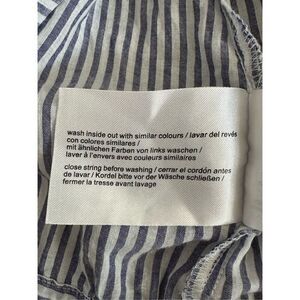 wash inside out with similar colours / lavar del revés
con colores similares /
mit ähnlichen Farben von links waschen /
laver à l'envers avec couleurs similaires
close string before washing / cerrar el cordón antes
de lavar / Kordel bitte vor der Wäsche schließen /
fermer la tresse avant lavage